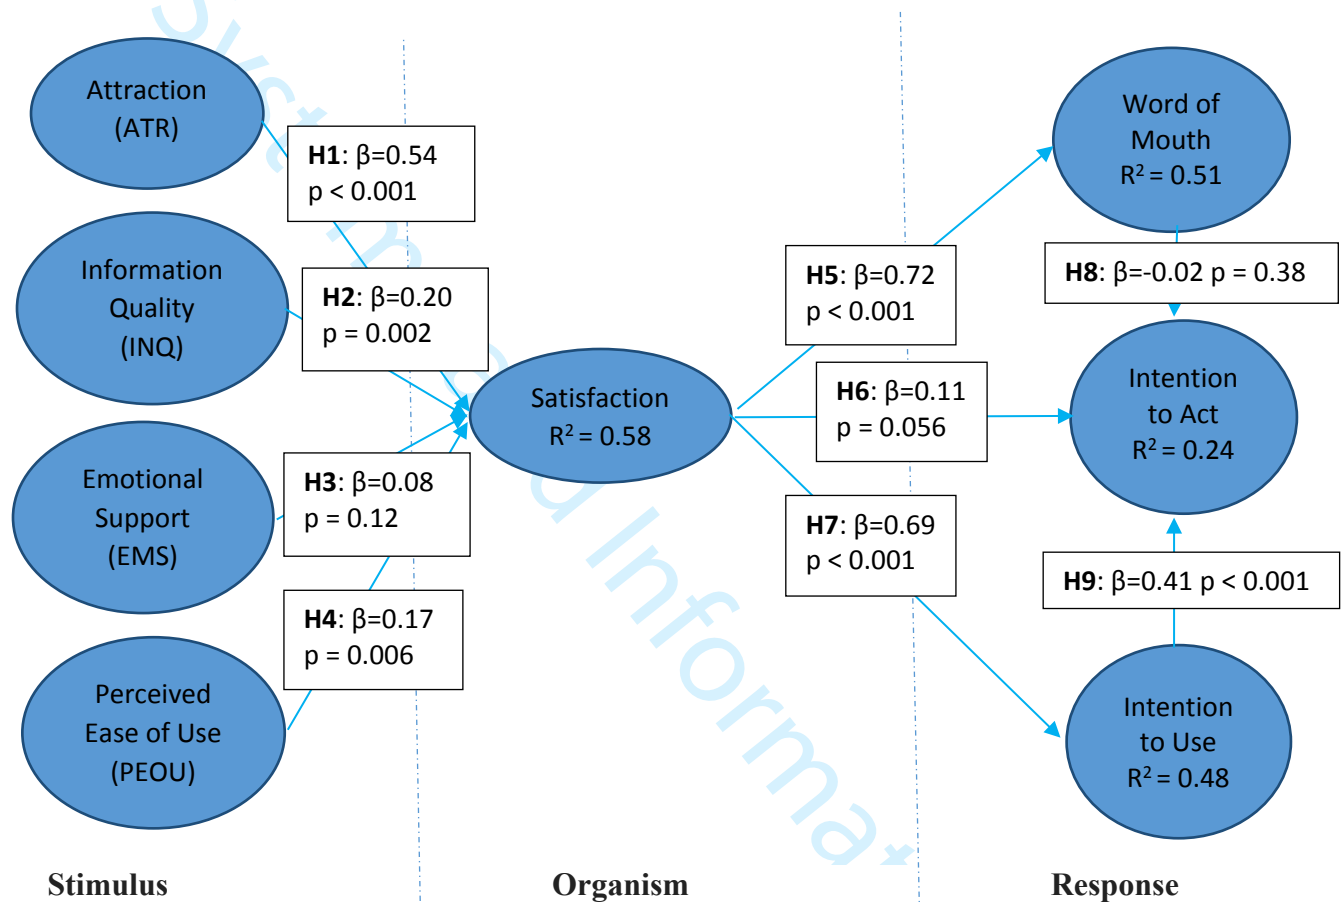 Attraction
(ATR)
H1: β=0.54
p < 0.001
Information
Quality
(INQ)
H2: β=0.20
p = 0.002
Emotional
Support
(EMS)
H3: β=0.08
p = 0.12
Perceived
Ease of Use
(PEOU)
H4: β=0.17
p = 0.006
Satisfaction
R² = 0.58
H5: β=0.72
p < 0.001
H6: β=0.11
p = 0.056
H7: β=0.69
p < 0.001
Word of
Mouth
R² = 0.51
H8: β=-0.02 p = 0.38
Intention
to Act
R² = 0.24
H9: β=0.41 p < 0.001
Intention
to Use
R² = 0.48
Stimulus
Organism
Response